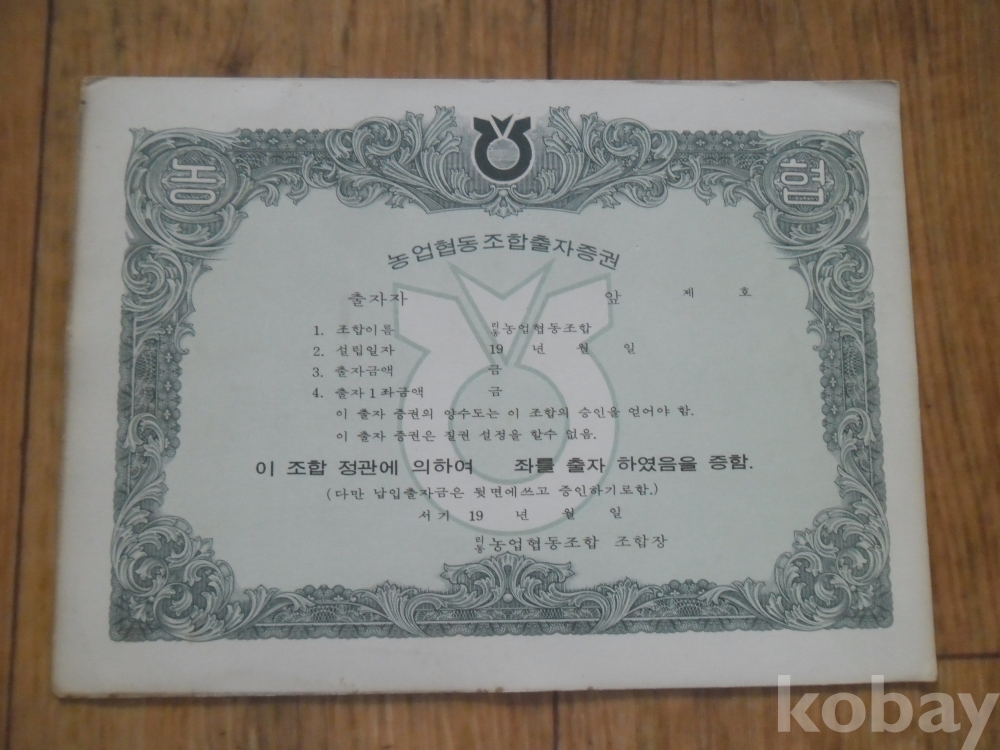 농 협
농업협동조합출자증권
출자자 앞 제 호
1. 조합이름 리동 농업협동조합
2. 설립일자 19 년 월 일
3. 출자금액 금
4. 출자 1 좌금액 금
이 출자 증권의 양수도는 이 조합의 승인을 얻어야 함.
이 출자 증권은 질권 설정을 할수 없음.
이 조합 정관에 의하여 좌를 출자 하였음을 증함.
(다만 납입출자금은 뒷면에쓰고 증인하기로함.)
서기 19 년 월 일
리동 농업협동조합 조합장
kobay